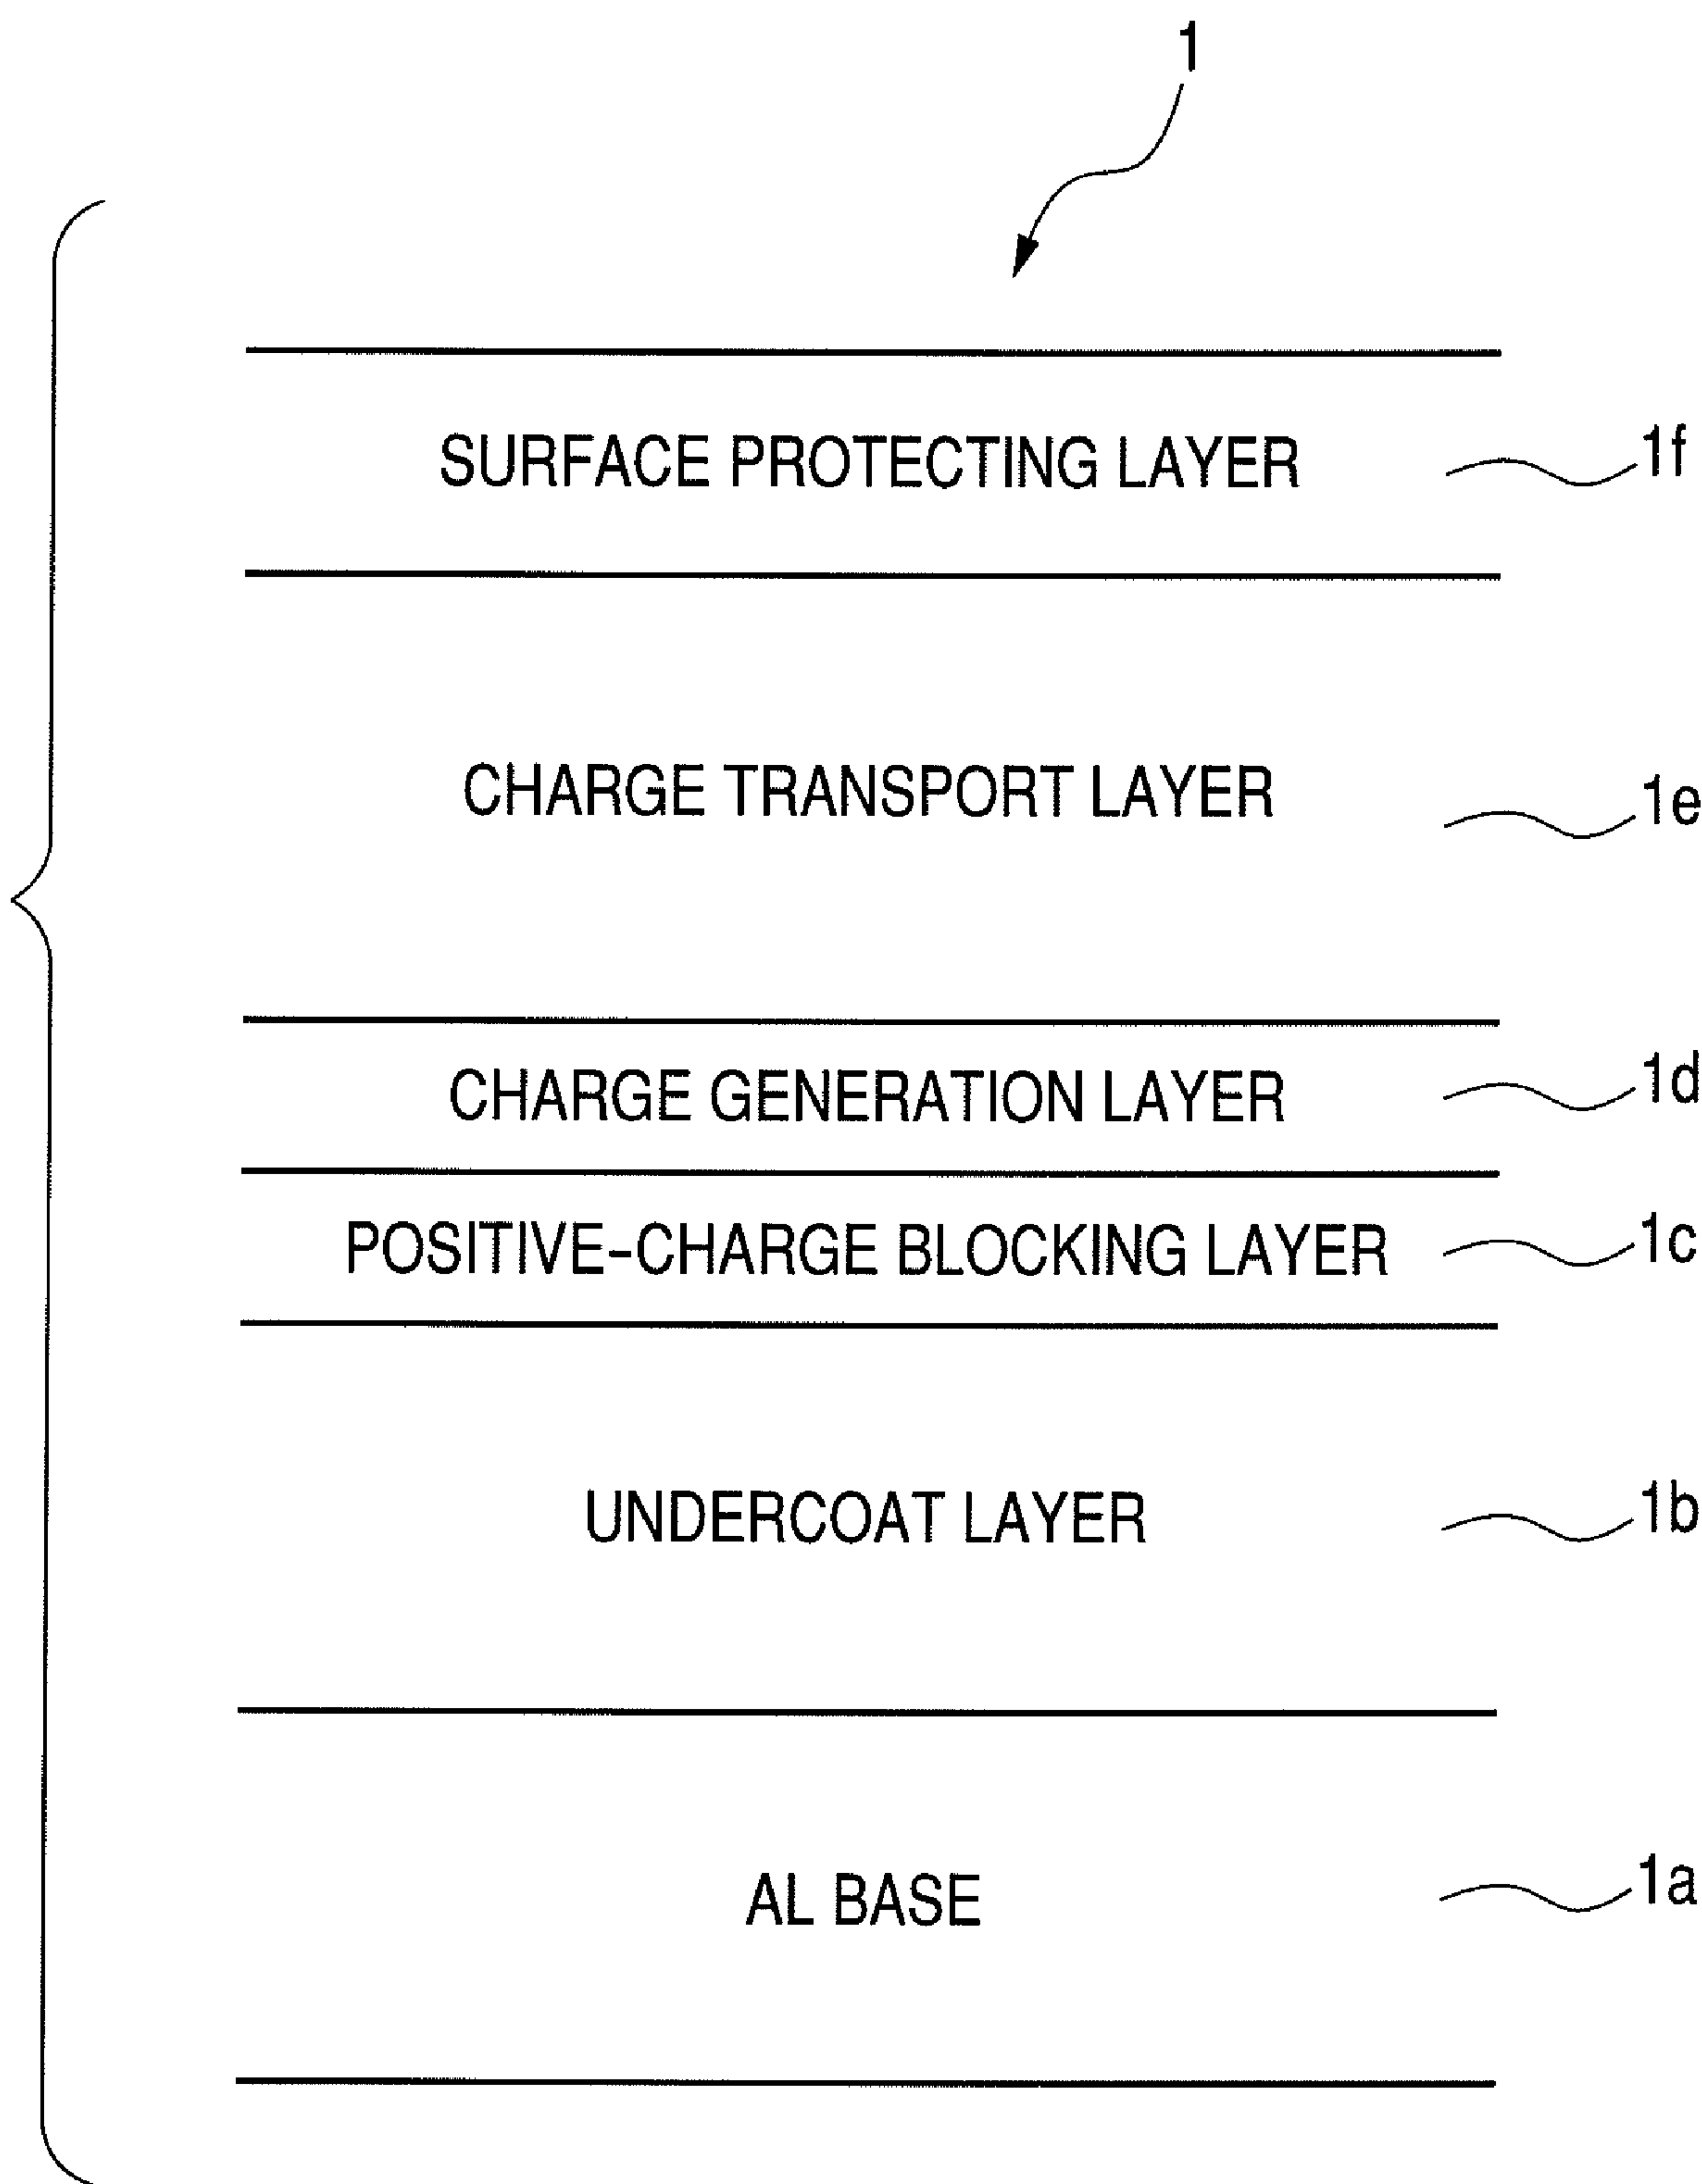 1
SURFACE PROTECTING LAYER 1f
CHARGE TRANSPORT LAYER 1e
CHARGE GENERATION LAYER 1d
POSITIVE-CHARGE BLOCKING LAYER 1c
UNDERCOAT LAYER 1b
AL BASE 1a